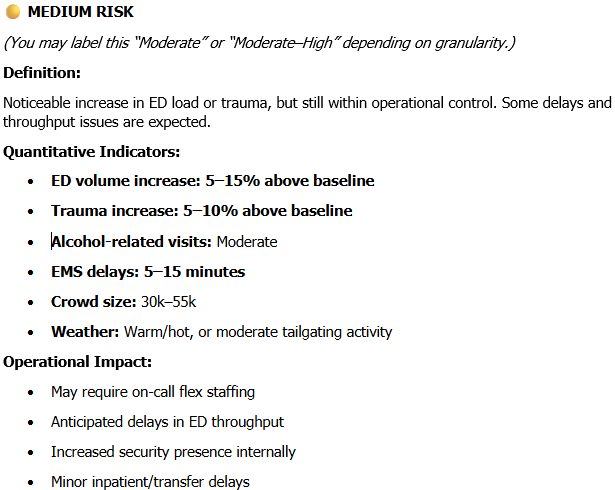 MEDIUM RISK
(You may label this “Moderate” or “Moderate–High” depending on granularity.)
Definition:
Noticeable increase in ED load or trauma, but still within operational control. Some delays and
throughput issues are expected.
Quantitative Indicators:
• ED volume increase: 5–15% above baseline
• Trauma increase: 5–10% above baseline
• Alcohol-related visits: Moderate
• EMS delays: 5–15 minutes
• Crowd size: 30k–55k
• Weather: Warm/hot, or moderate tailgating activity
Operational Impact:
• May require on-call flex staffing
• Anticipated delays in ED throughput
• Increased security presence internally
• Minor inpatient/transfer delays